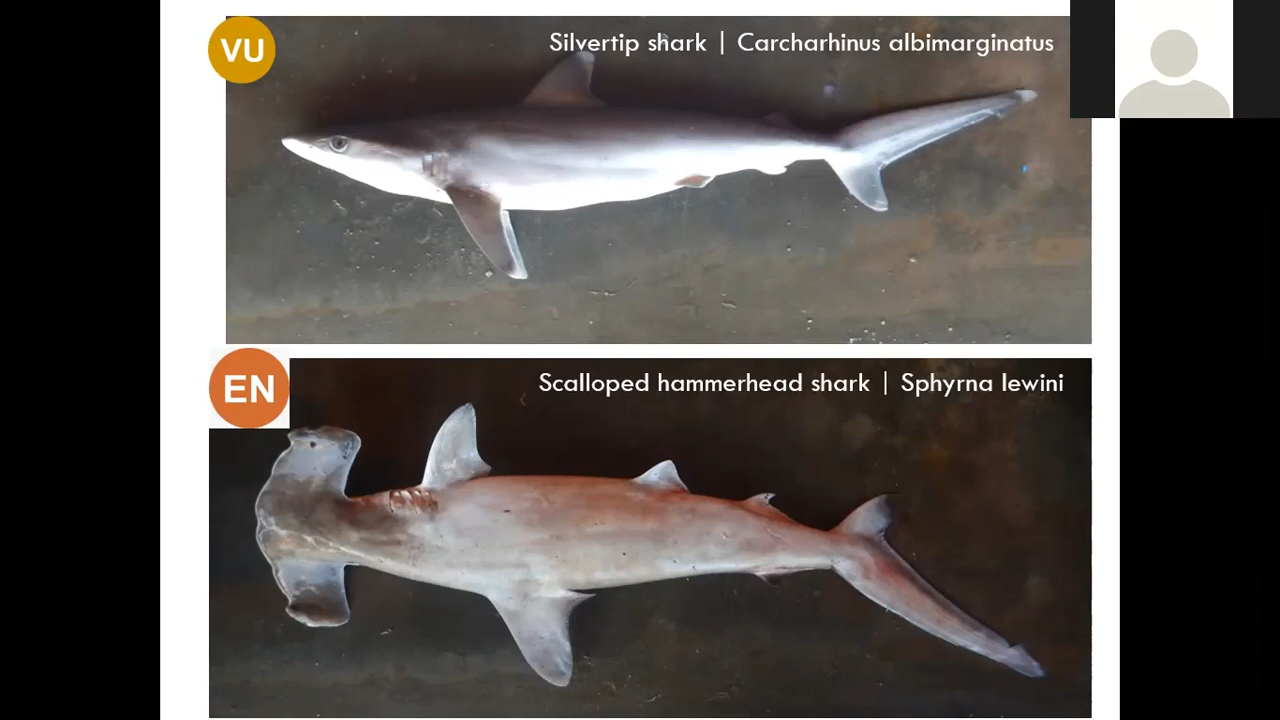 VU
Silvertip shark | Carcharhinus albimarginatus
EN
Scalloped hammerhead shark | Sphyrna lewini